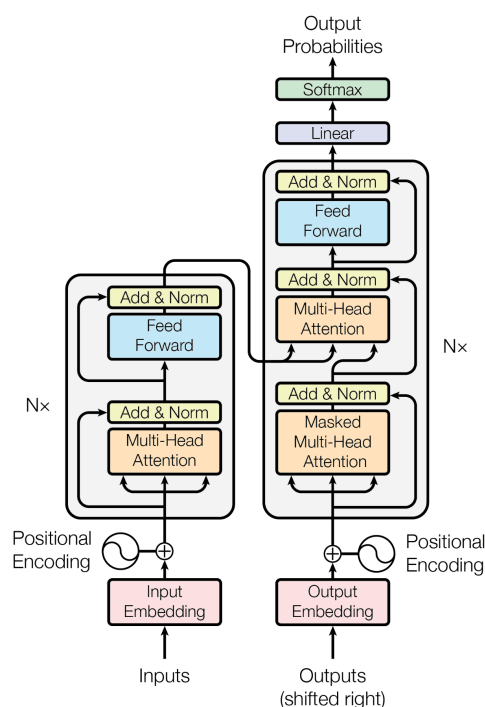 Output
Probabilities
Softmax
Linear
Add & Norm
Feed
Forward
Add & Norm
Multi-Head
Attention
Add & Norm
Masked
Multi-Head
Attention
Nx
Add & Norm
Feed
Forward
Add & Norm
Multi-Head
Attention
Nx
Positional
Encoding
Positional
Encoding
Input
Embedding
Output
Embedding
Inputs
Outputs
(shifted right)